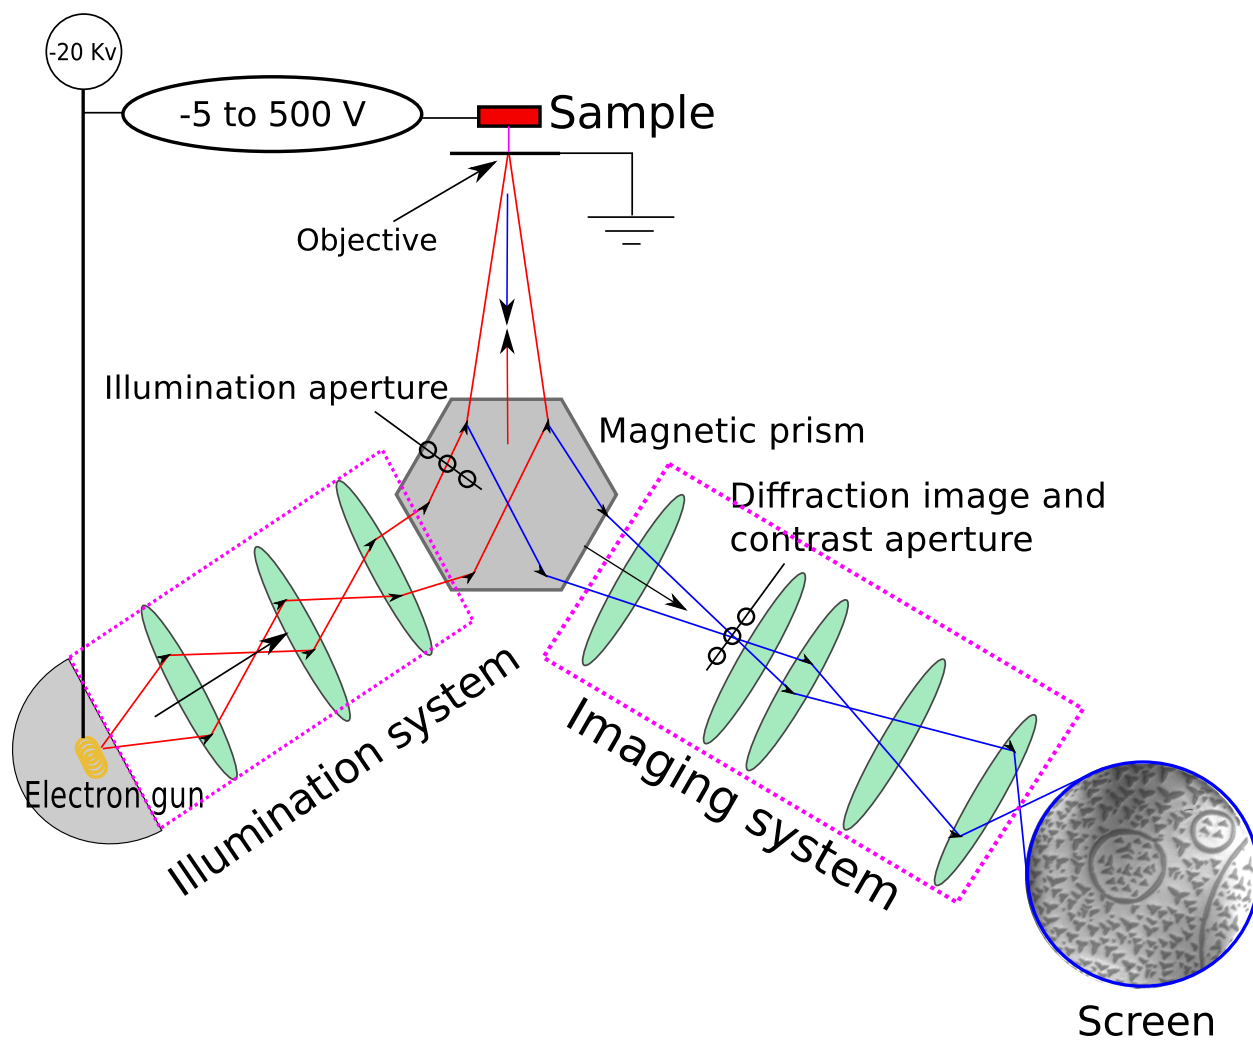 -20 Kv
-5 to 500 V
Sample
Objective
Illumination aperture
Magnetic prism
Diffraction image and
contrast aperture
Electron gun
Illumination system
Imaging system
Screen